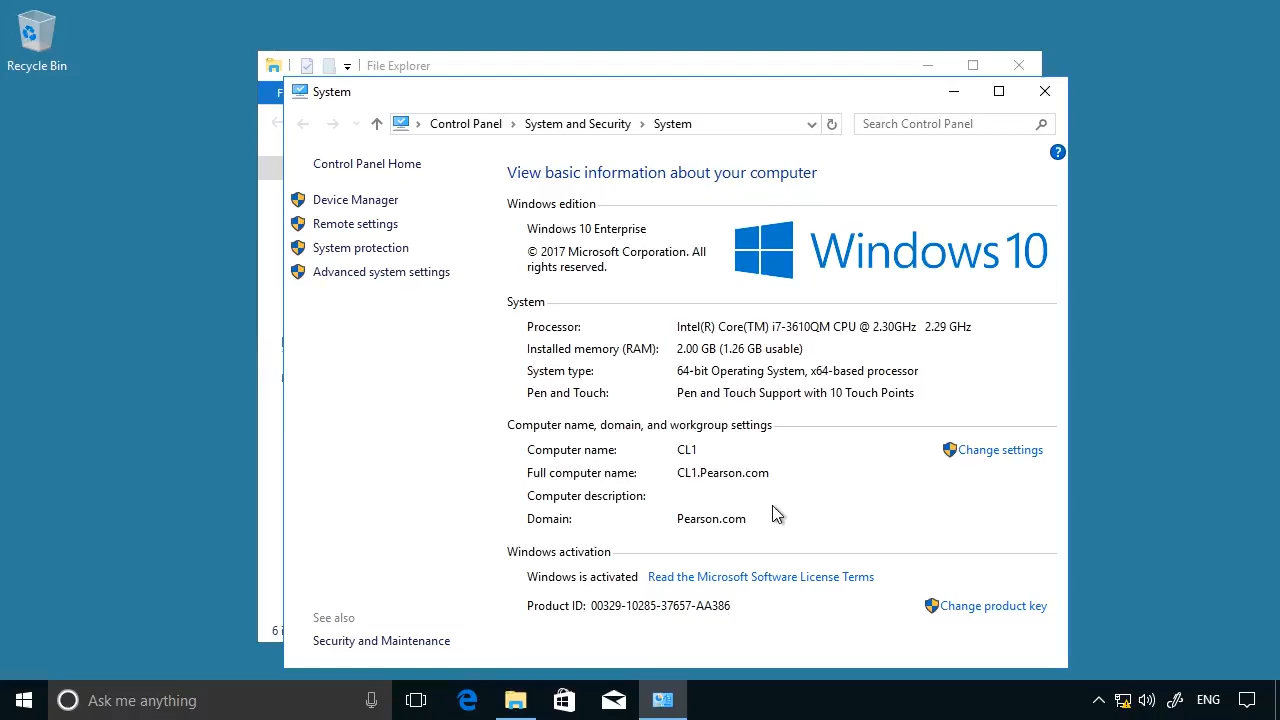 Recycle Bin
File Explorer
F
System
Control Panel
System and Security
System
Search Control Panel
?
Control Panel Home
View basic information about your computer
Device Manager
Windows edition
Remote settings
Windows 10 Enterprise
System protection
© 2017 Microsoft Corporation. All
rights reserved.
Windows 10
Advanced system settings
System
Processor: Intel(R) Core(TM) i7-3610QM CPU @ 2.30GHz 2.29 GHz
Installed memory (RAM): 2.00 GB (1.26 GB usable)
System type: 64-bit Operating System, x64-based processor
Pen and Touch: Pen and Touch Support with 10 Touch Points
Computer name, domain, and workgroup settings
Computer name: CL1
Change settings
Full computer name: CL1.Pearson.com
Computer description:
Domain: Pearson.com
Windows activation
Windows is activated Read the Microsoft Software License Terms
Product ID: 00329-10285-37657-AA386
Change product key
See also
6 i
Security and Maintenance
Ask me anything
ENG